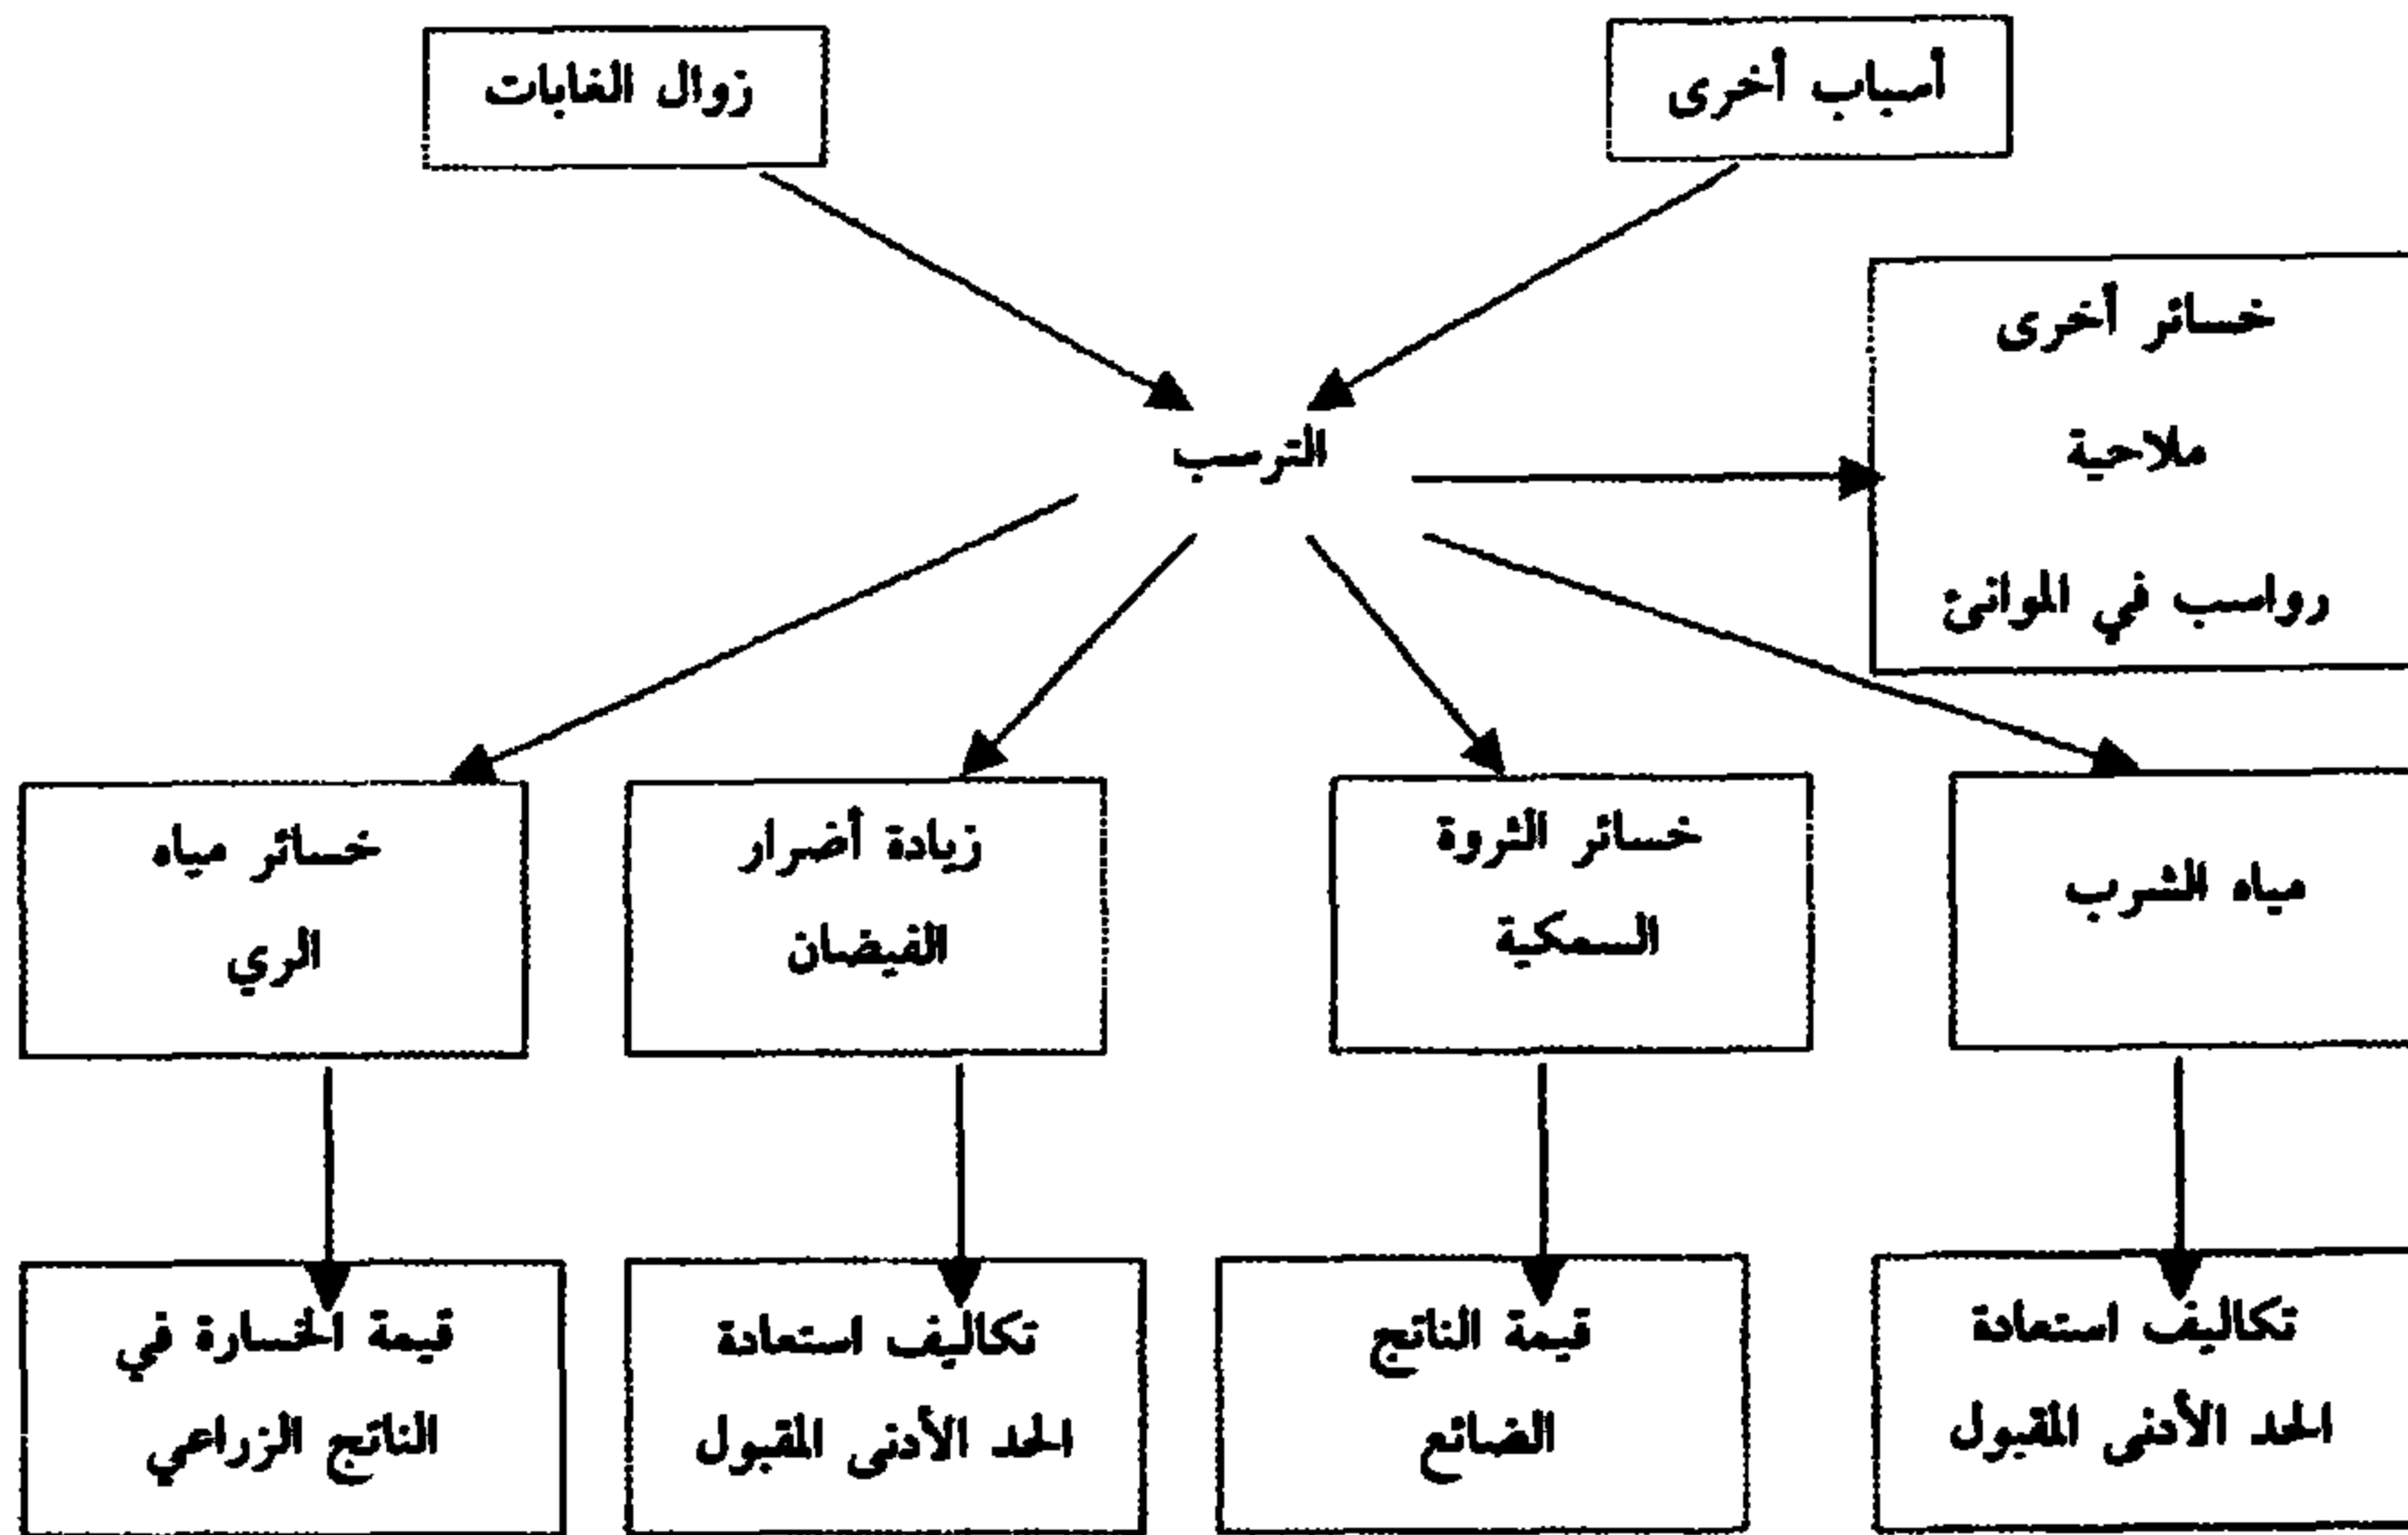 أسباب أخرى
زوال الغابات
خسائر أخرى
ملاحية
رواسب في الموانئ
الترسب
مياه الشرب
خسائر الثروة
السمكية
زيادة أضرار
الفيضان
خسائر مياه
الري
تكاليف استعادة
الحد الأدنى المقبول
قيمة الناتج
الضائع
تكاليف استعادة
الحد الأدنى المقبول
قيمة الخسارة في
الناتج الزراعي